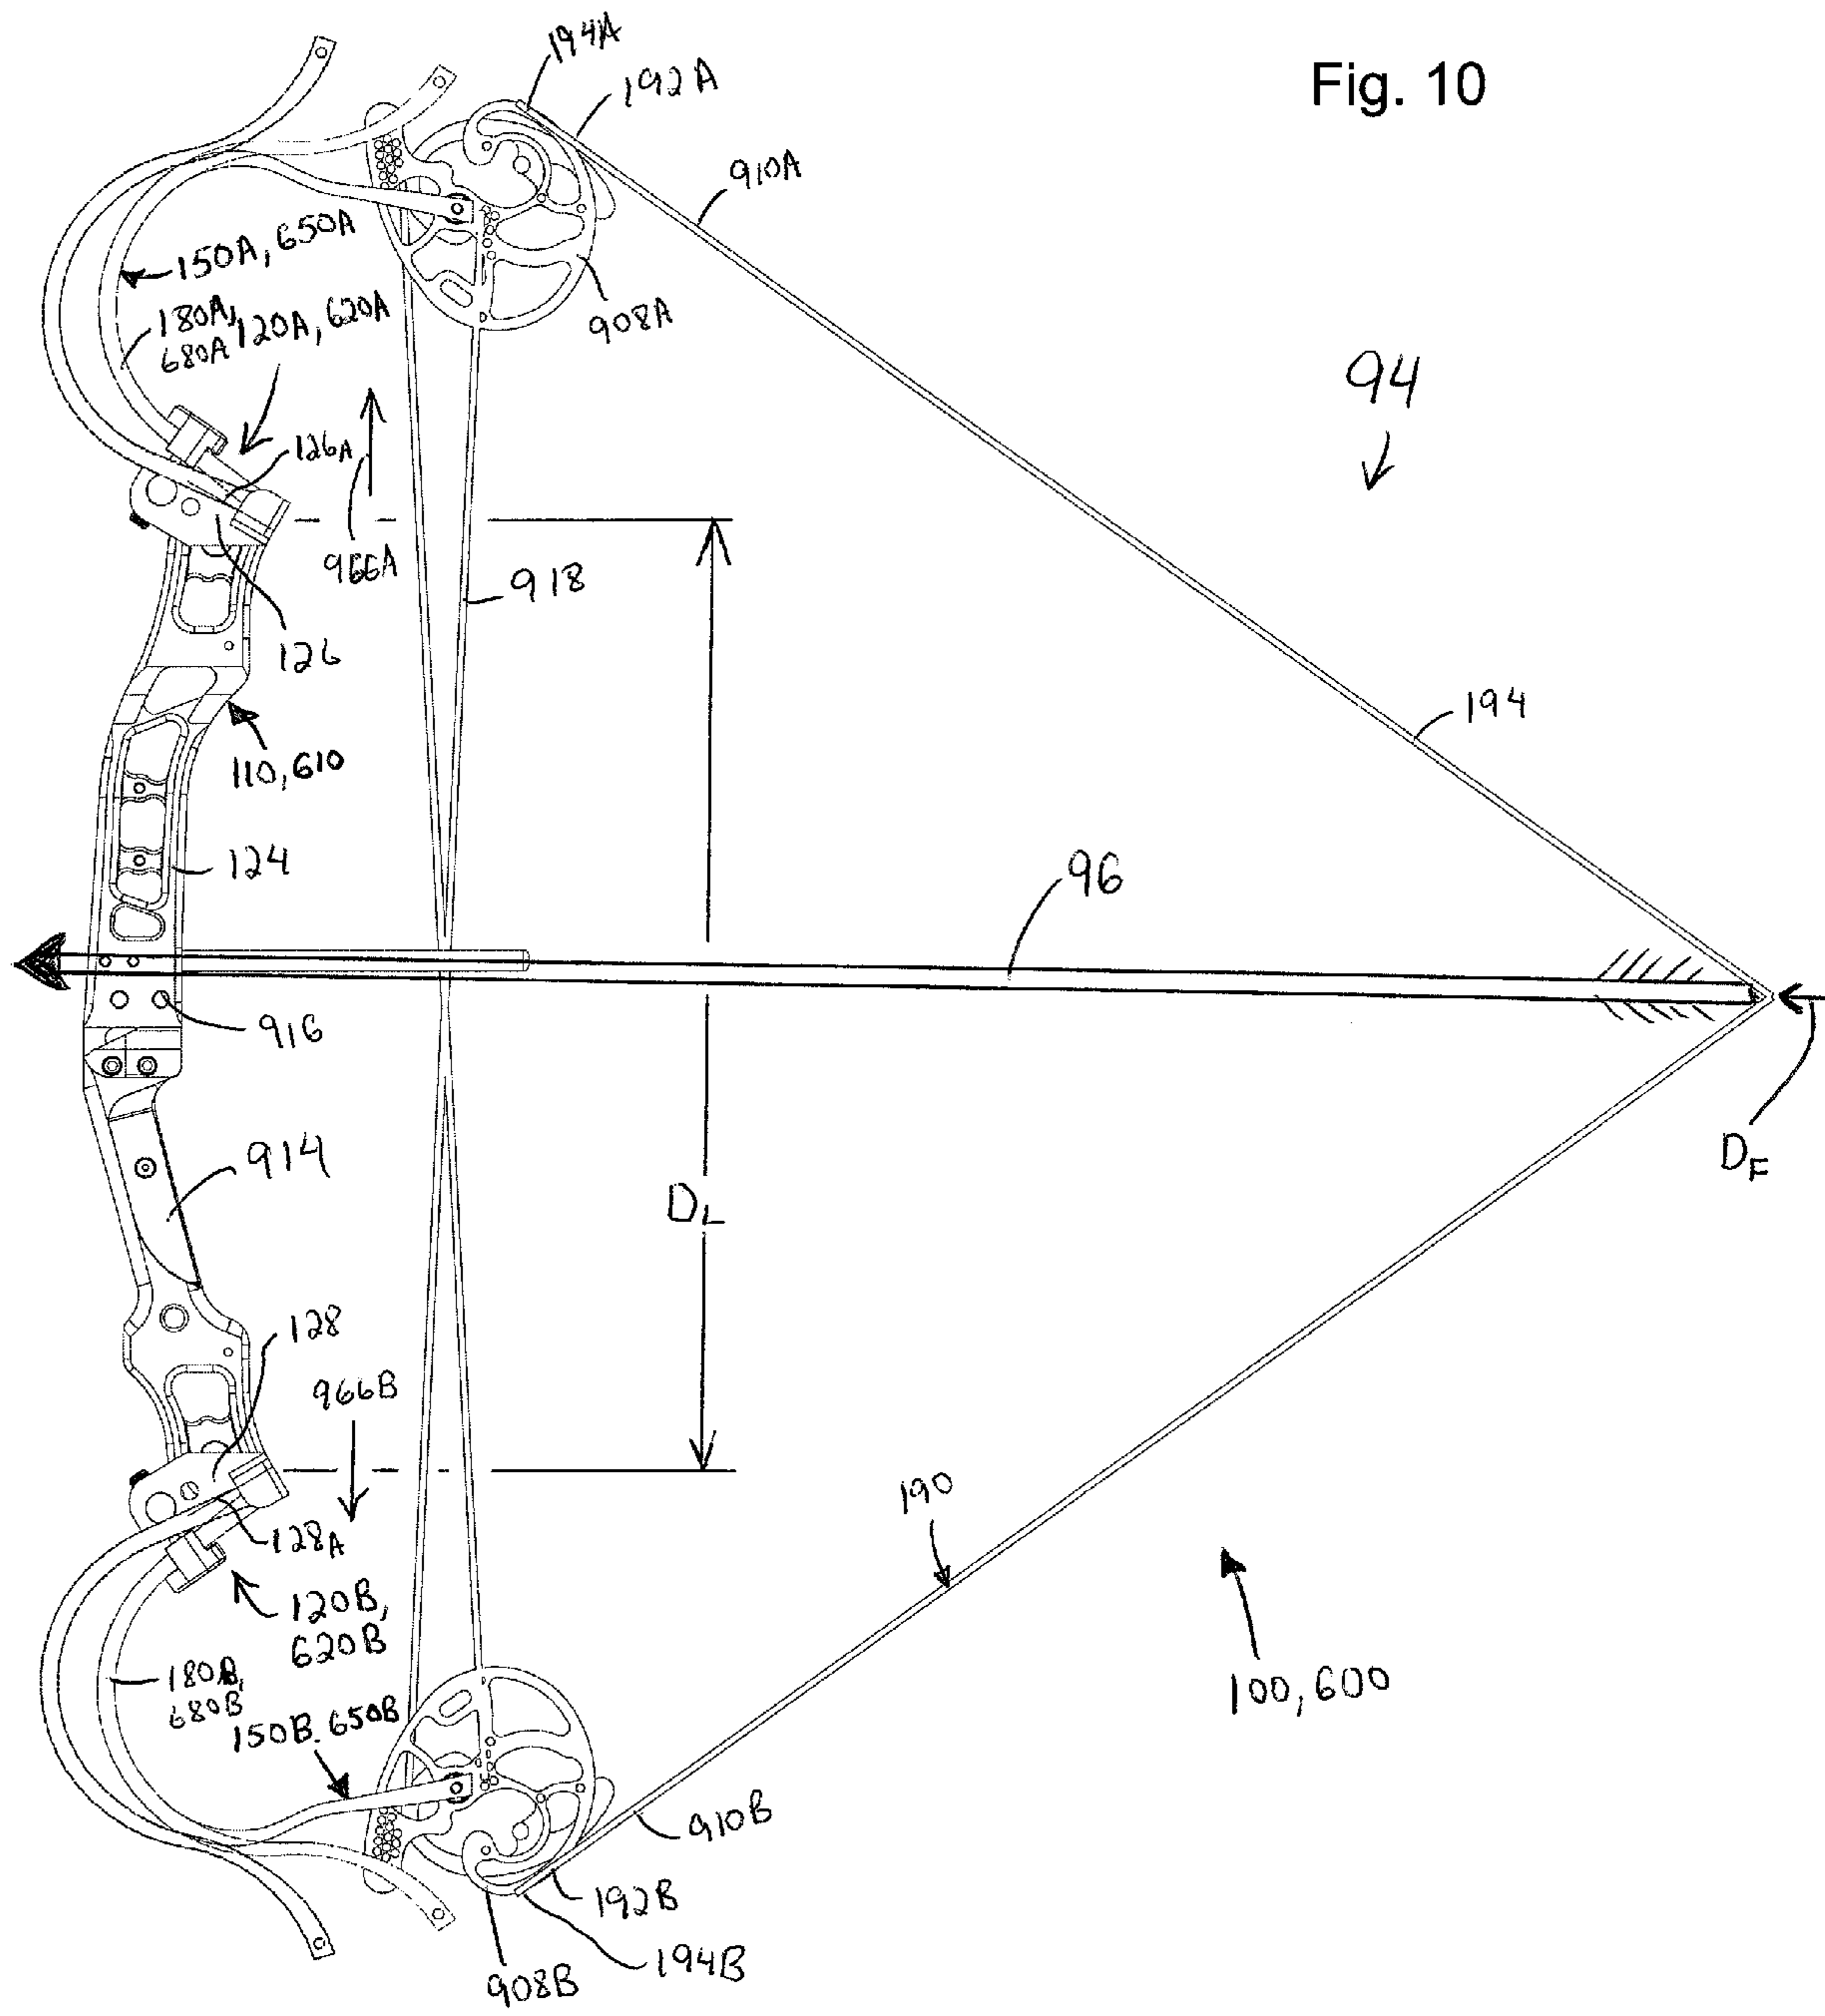 Fig. 10
194A
192A
910A
150A, 650A
180A,
680A
120A, 620A
908A
94
126A
966A
918
126
194
110, 610
124
96
916
914
DF
DL
128
966B
190
128A
120B,
620B
180B,
680B
150B, 650B
100, 600
910B
192B
194B
908B